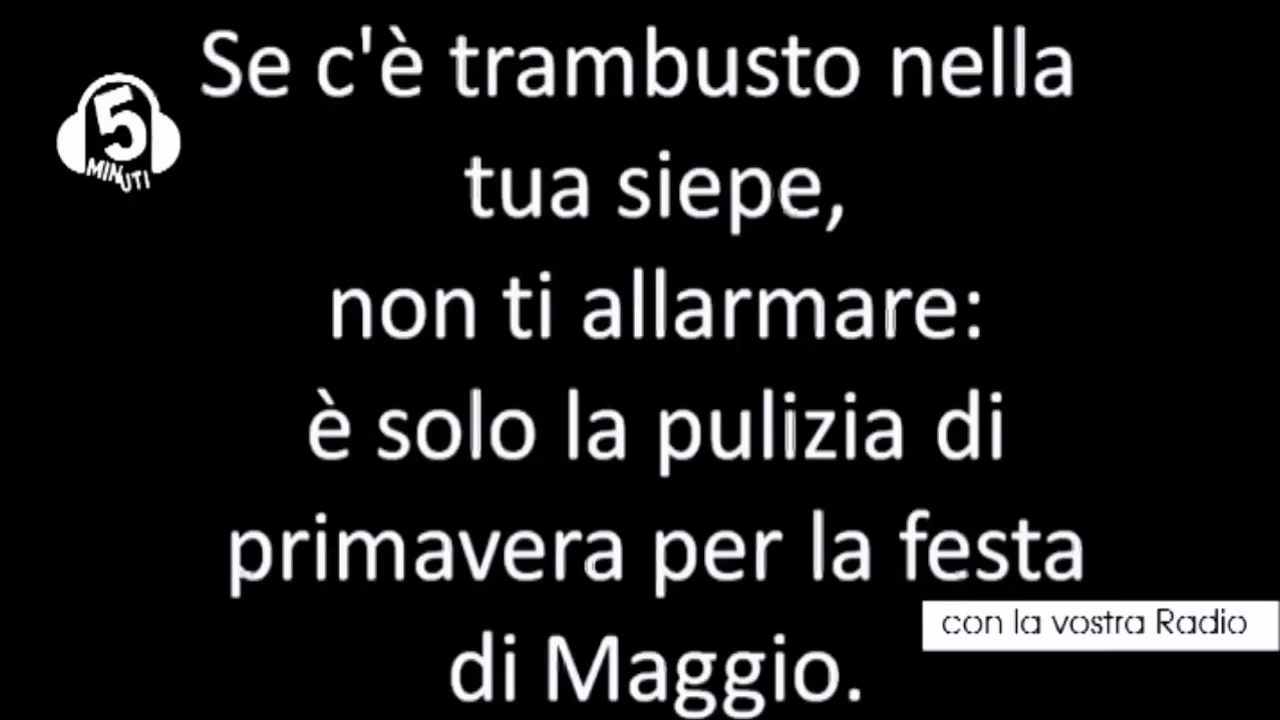 Se c'è trambusto nella
5
MINUTI
tua siepe,
non ti allarmare:
è solo la pulizia di
primavera per la festa
con la vostra Radio
di Maggio.